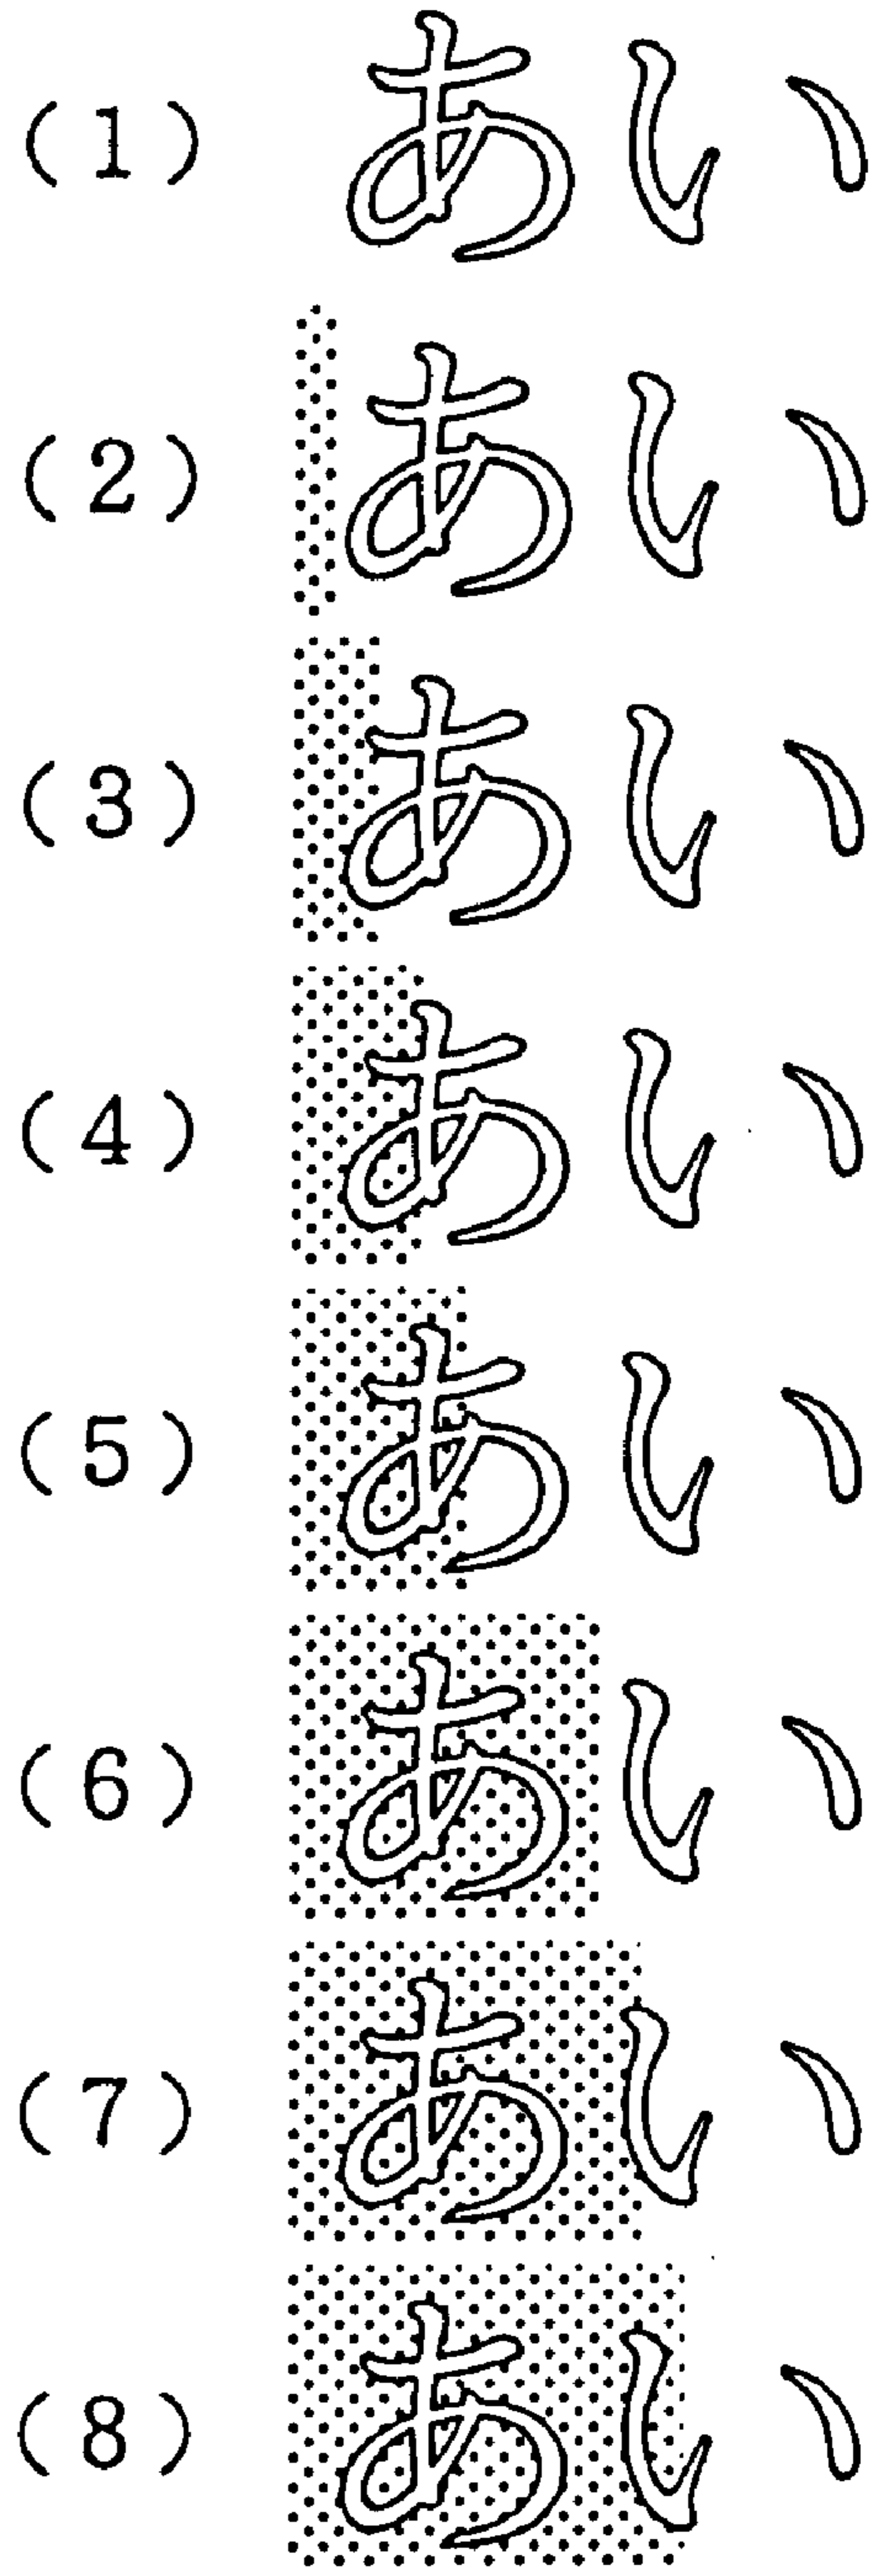 (1) あい
(2) あい
(3) あい
(4) あい
(5) あい
(6) あい
(7) あい
(8) あい